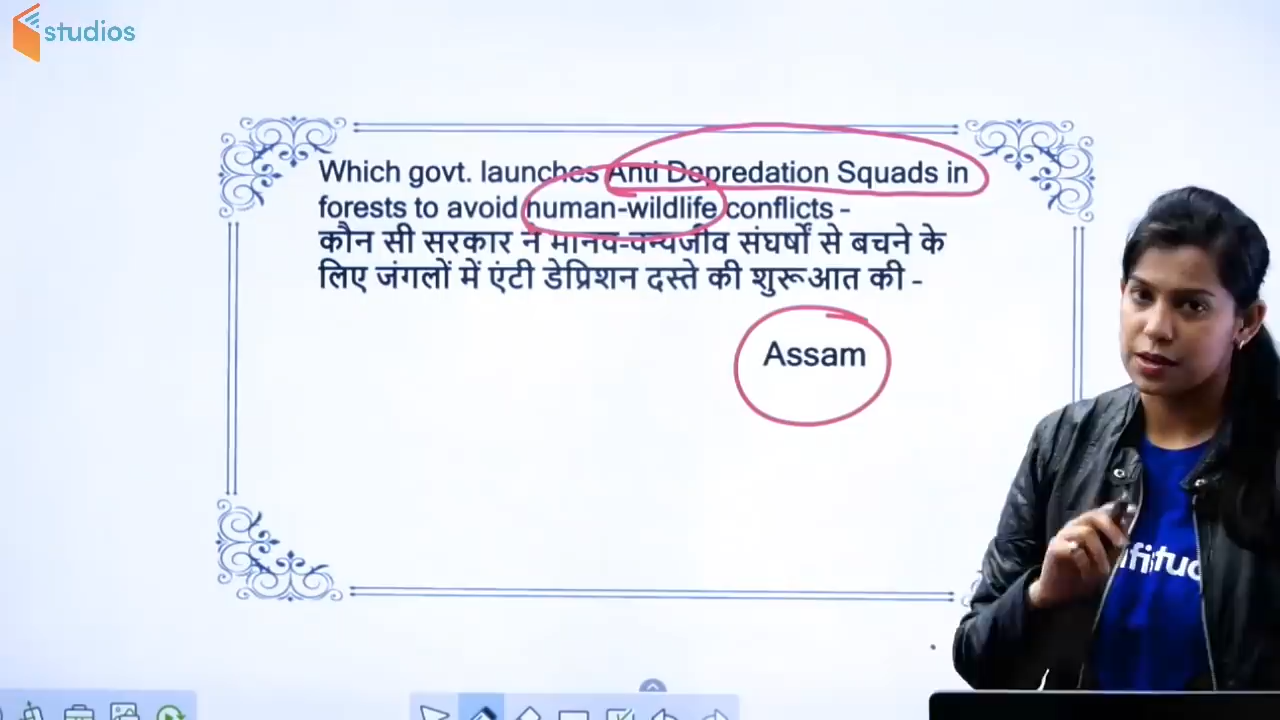 studios
Which govt. launches Anti Depredation Squads in
forests to avoid human-wildlife conflicts -
कौन सी सरकार ने मानव-वन्यजीव संघर्षों से बचने के
लिए जंगलों में एंटी डेप्रिशन दस्ते की शुरूआत की -
Assam